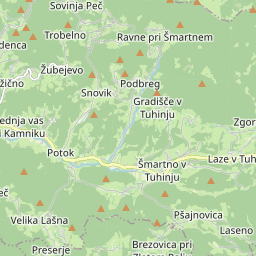 Sovinja Peč
Trobelno
Ravne pri Šmartnem
denca
Žubejevo
Podbreg
žično
Snovik
Gradišče v
Tuhinju
ednja vas
i Kamniku
Zgor
Potok
Šmartno v
Tuhinju
Laze v Tuh
eč
Velika Lašna
Pšajnovica
Laseno
Preserje
Brezovica pri